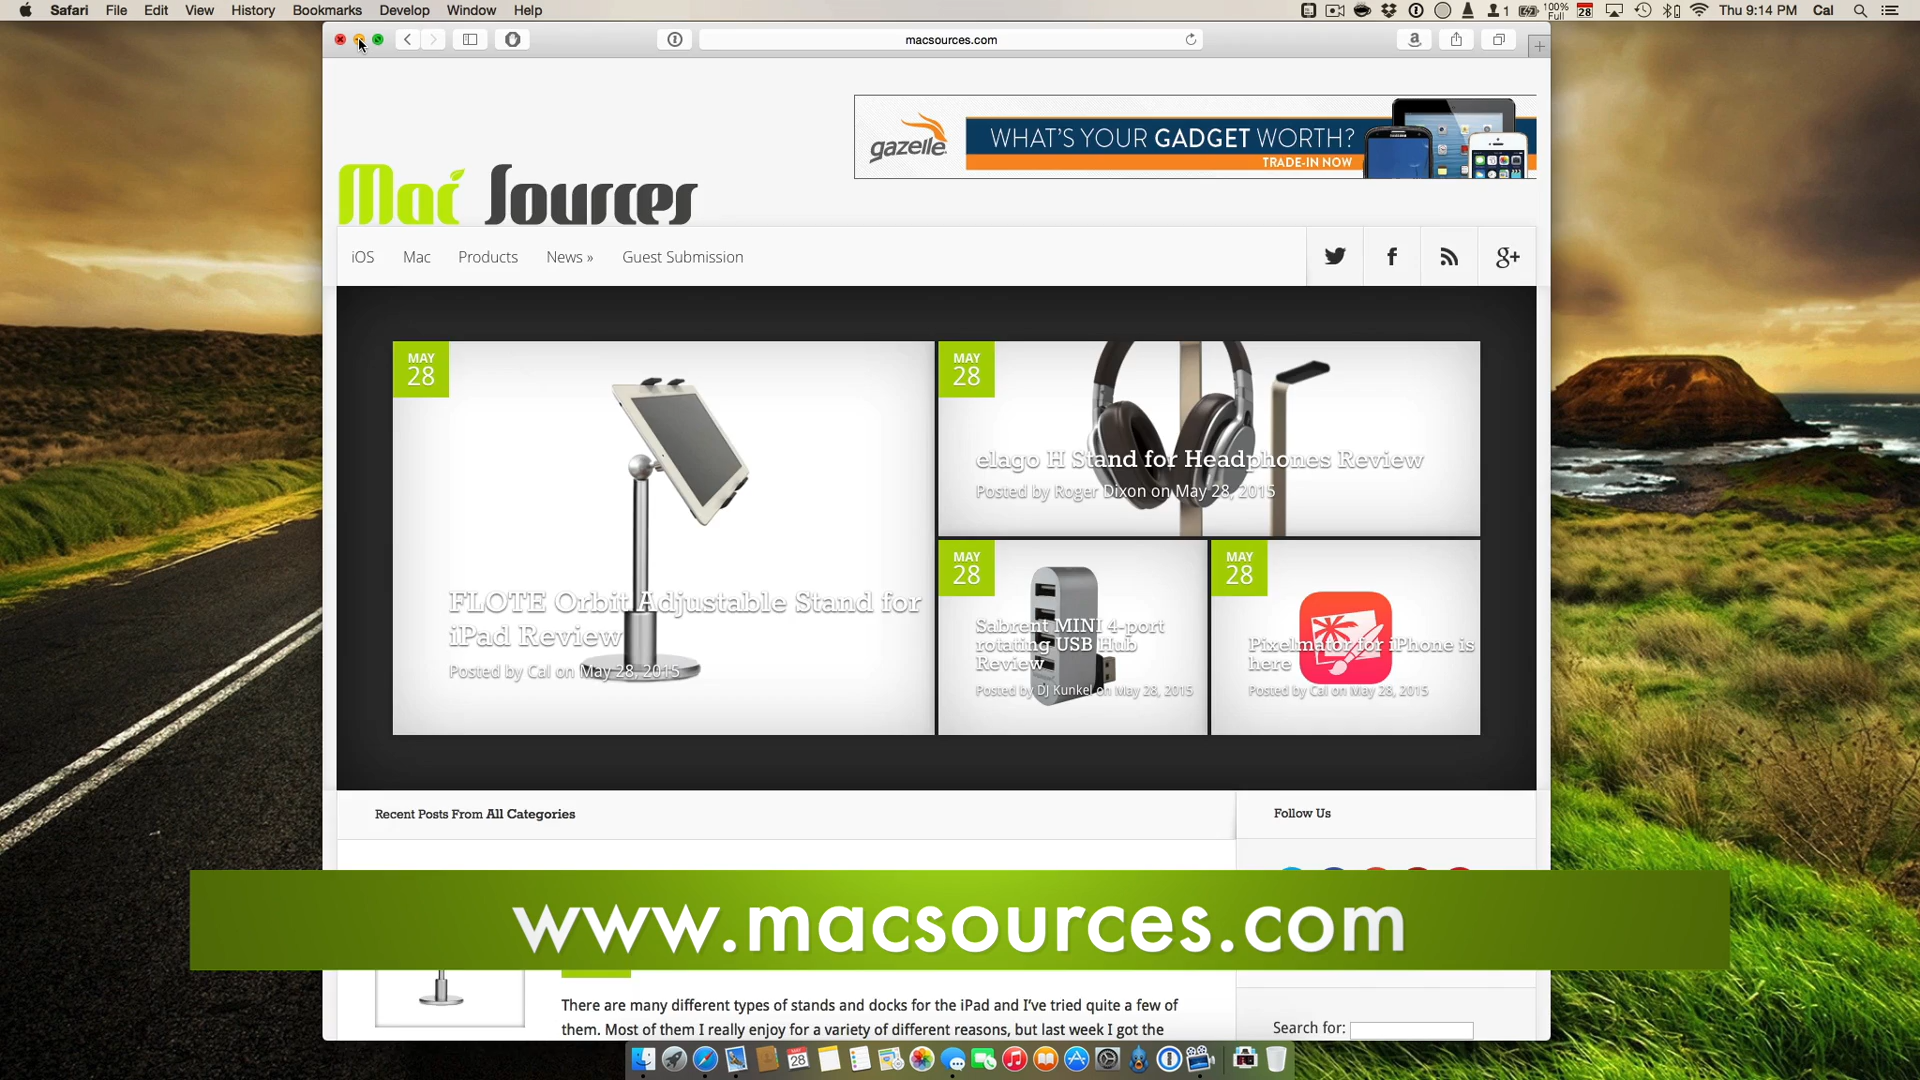 Safari File Edit View History Bookmarks Develop Window Help
1 100% Full 28 Thu 9:14 PM Cal
macsources.com
gazelle
WHAT'S YOUR GADGET WORTH?
TRADE-IN NOW
Mac Sources
iOS Mac Products News » Guest Submission
g+
MAY
28
FLOTE Orbit Adjustable Stand for
iPad Review
Posted by Cal on May 28, 2015
MAY
28
elago H Stand for Headphones Review
Posted by Roger Dixon on May 28, 2015
MAY
28
Sabrent MINI 4-port
rotating USB Hub
Review
Posted by DJ Kunkel on May 28, 2015
MAY
28
Pixelmator for iPhone is
here
Posted by Cal on May 28, 2015
Recent Posts From All Categories
Follow Us
www.macsources.com
There are many different types of stands and docks for the iPad and I've tried quite a few of
them. Most of them I really enjoy for a variety of different reasons, but last week I got the
Search for:
28